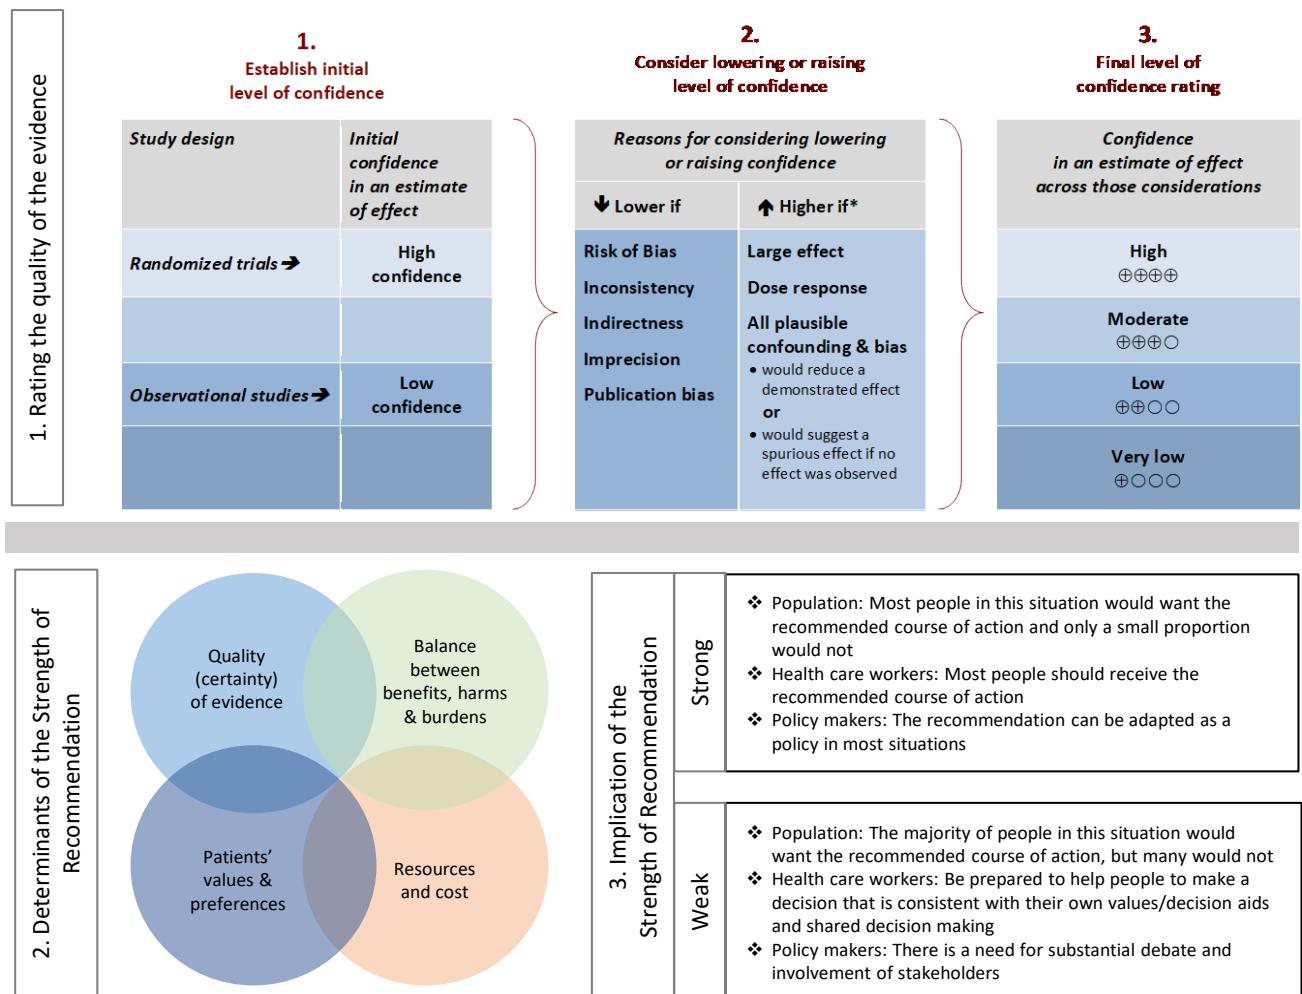 1. Rating the quality of the evidence
1.
Establish initial
level of confidence
Study design
Initial
confidence
in an estimate
of effect
Randomized trials➔
High
confidence
Observational studies➔
Low
confidence
2.
Consider lowering or raising
level of confidence
Reasons for considering lowering
or raising confidence
🡇 Lower if
🡅 Higher if*
Risk of Bias
Inconsistency
Indirectness
Imprecision
Publication bias
Large effect
Dose response
All plausible
confounding & bias
• would reduce a
demonstrated effect
or
• would suggest a
spurious effect if no
effect was observed
3.
Final level of
confidence rating
Confidence
in an estimate of effect
across those considerations
High
⊕⊕⊕⊕
Moderate
⊕⊕⊕○
Low
⊕⊕○○
Very low
⊕○○○
2. Determinants of the Strength of
Recommendation
Quality
(certainty)
of evidence
Balance
between
benefits, harms
& burdens
Patients’
values &
preferences
Resources
and cost
3. Implication of the
Strength of Recommendation
Strong
❖ Population: Most people in this situation would want the
recommended course of action and only a small proportion
would not
❖ Health care workers: Most people should receive the
recommended course of action
❖ Policy makers: The recommendation can be adapted as a
policy in most situations
Weak
❖ Population: The majority of people in this situation would
want the recommended course of action, but many would not
❖ Health care workers: Be prepared to help people to make a
decision that is consistent with their own values/decision aids
and shared decision making
❖ Policy makers: There is a need for substantial debate and
involvement of stakeholders